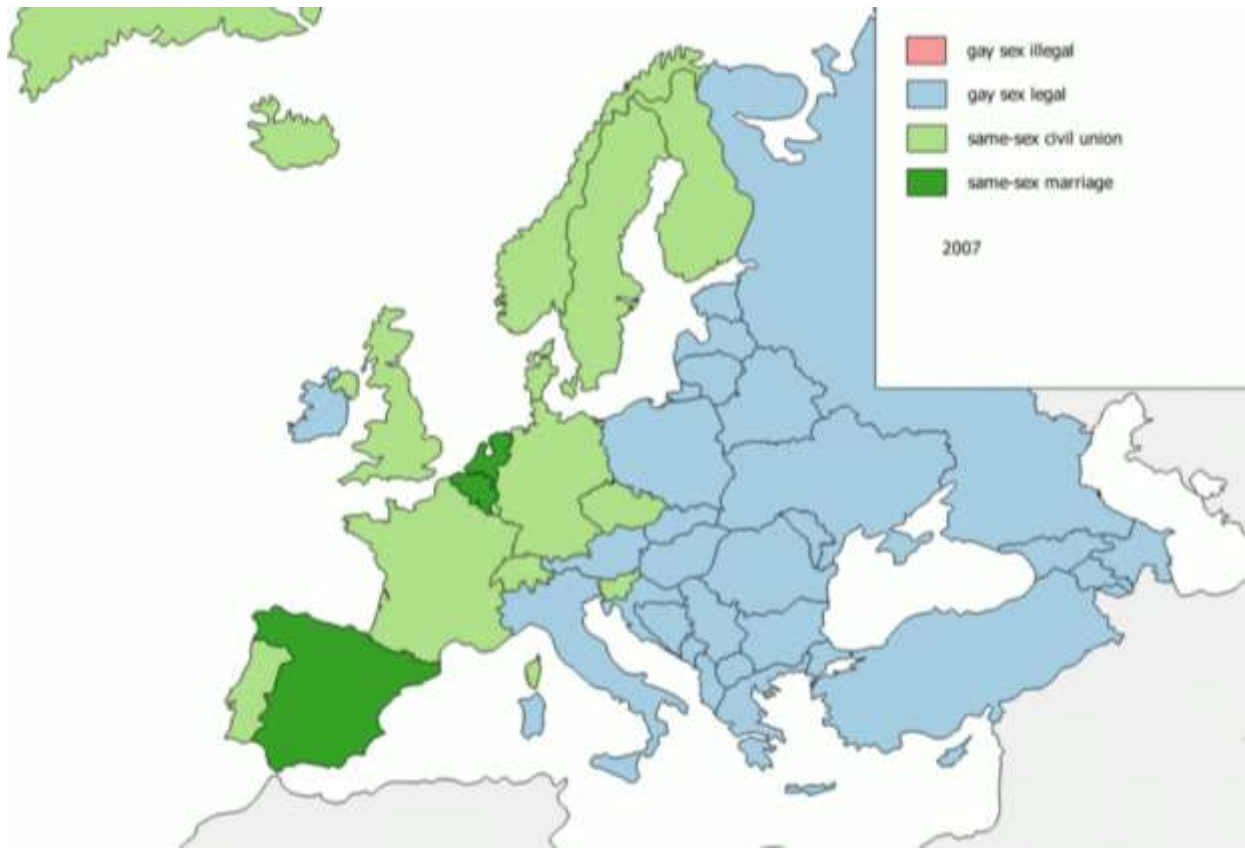 gay sex illegal
gay sex legal
same-sex civil union
same-sex marriage
2007